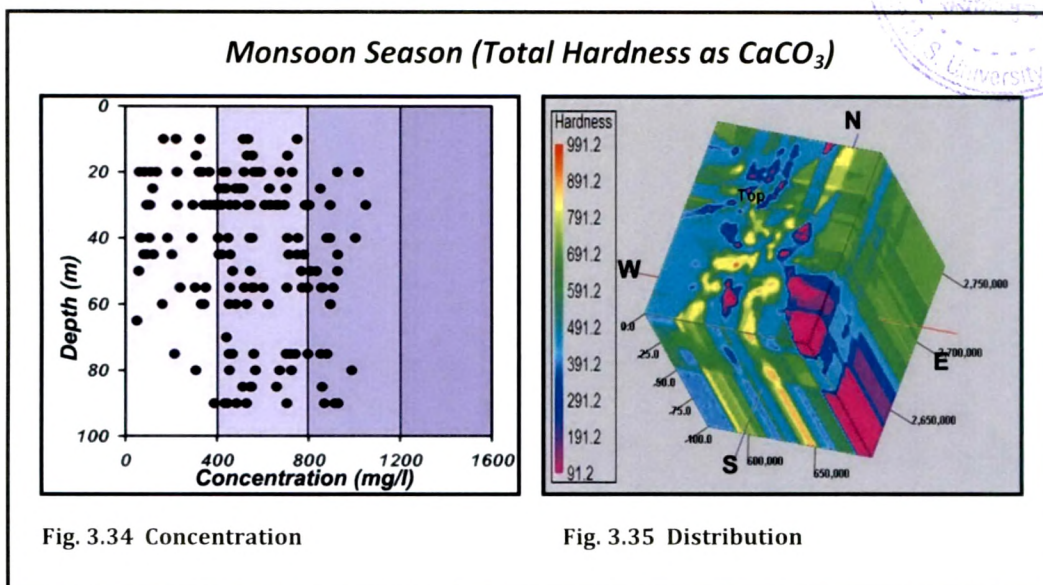 Monsoon Season (Total Hardness as CaCO₃)
0
20
40
60
80
100
Depth (m)
0 400 800 1200 1600
Concentration (mg/l)
Hardness
991.2
891.2
791.2
691.2
591.2
491.2
391.2
291.2
191.2
91.2
N
Top
W
E
S
0.0
-25.0
-50.0
-75.0
-100.0
600,000
650,000
2,650,000
2,700,000
2,750,000
Fig. 3.34 Concentration
Fig. 3.35 Distribution
University